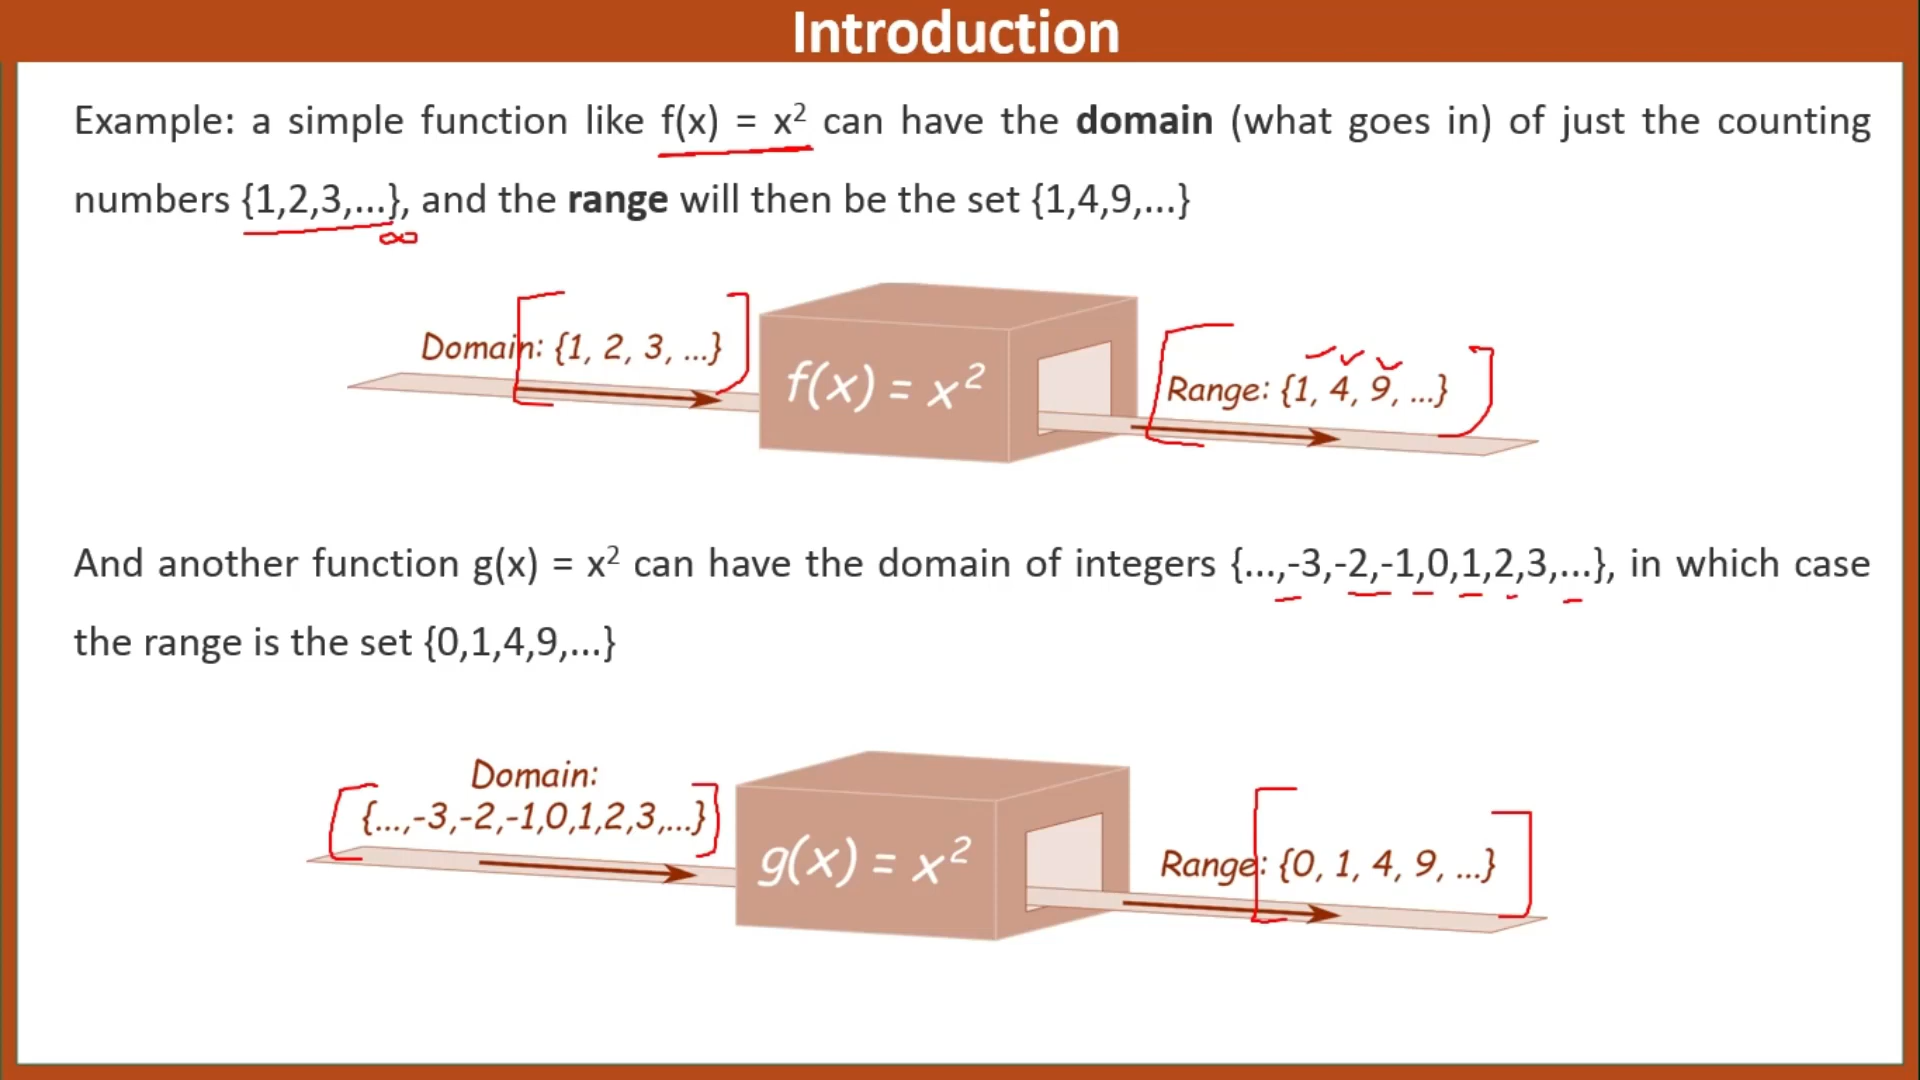 Introduction
Example: a simple function like f(x) = x² can have the domain (what goes in) of just the counting
numbers {1,2,3,...}, and the range will then be the set {1,4,9,...}
∞
Domain: {1, 2, 3, ...}
f(x) = x²
Range: {1, 4, 9, ...}
And another function g(x) = x² can have the domain of integers {...,-3,-2,-1,0,1,2,3,...}, in which case
the range is the set {0,1,4,9,...}
Domain:
{...,-3,-2,-1,0,1,2,3,...}
g(x) = x²
Range: {0, 1, 4, 9, ...}